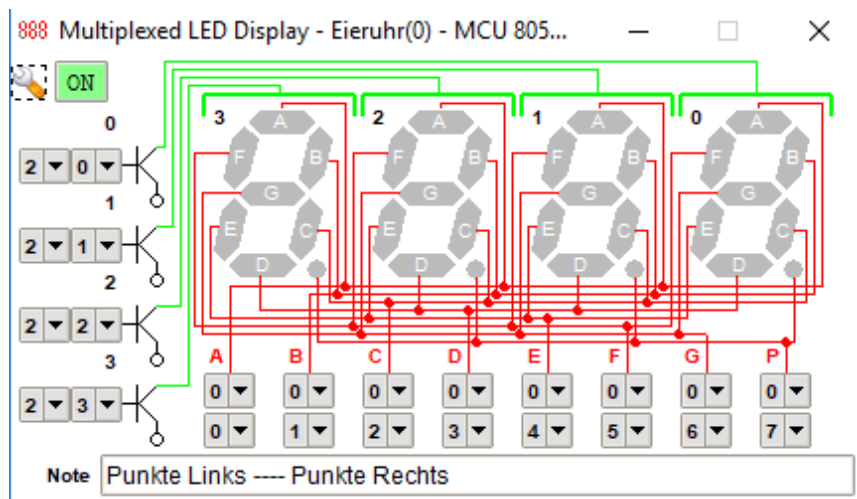 888 Multiplexed LED Display - Eieruhr(0) - MCU 805...
ON
3 2 1 0
A A A A
F B F B F B F B
G G G G
E C E C E C E C
D D D D
0
2 0
1
2 1
2
2 2
3
2 3
A B C D E F G P
0 0 0 0 0 0 0 0
0 1 2 3 4 5 6 7
Note Punkte Links ---- Punkte Rechts